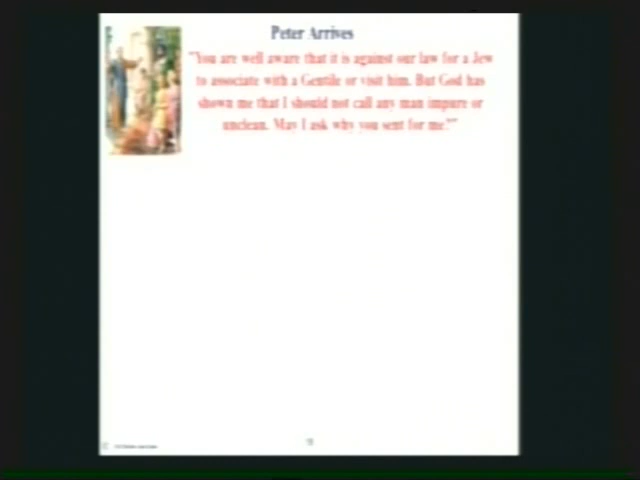 Peter Arrives
"You are well aware that it is against our law for a Jew
to associate with a Gentile or visit him. But God has
shown me that I should not call any man impure or
unclean. May I ask why you sent for me?"